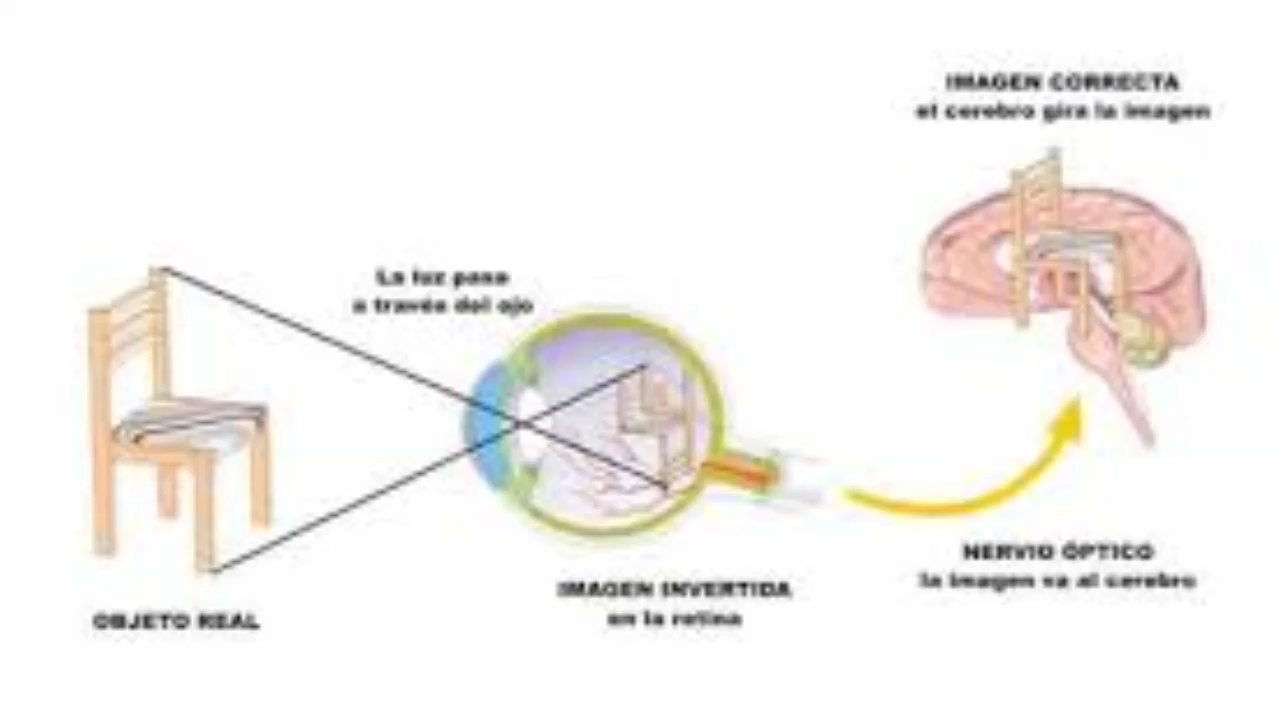 IMAGEN CORRECTA
el cerebro gira la imagen
La luz pasa
a través del ojo
NERVIO ÓPTICO
la imagen va al cerebro
IMAGEN INVERTIDA
en la retina
OBJETO REAL